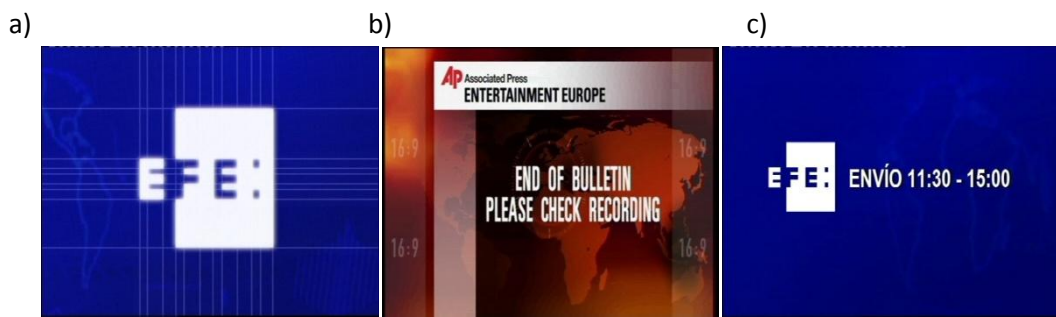 a)
b)
c)
EFE:
AP Associated Press
ENTERTAINMENT EUROPE
16:9
16:9
END OF BULLETIN
PLEASE CHECK RECORDING
16:9
16:9
EFE: ENVÍO 11:30 - 15:00